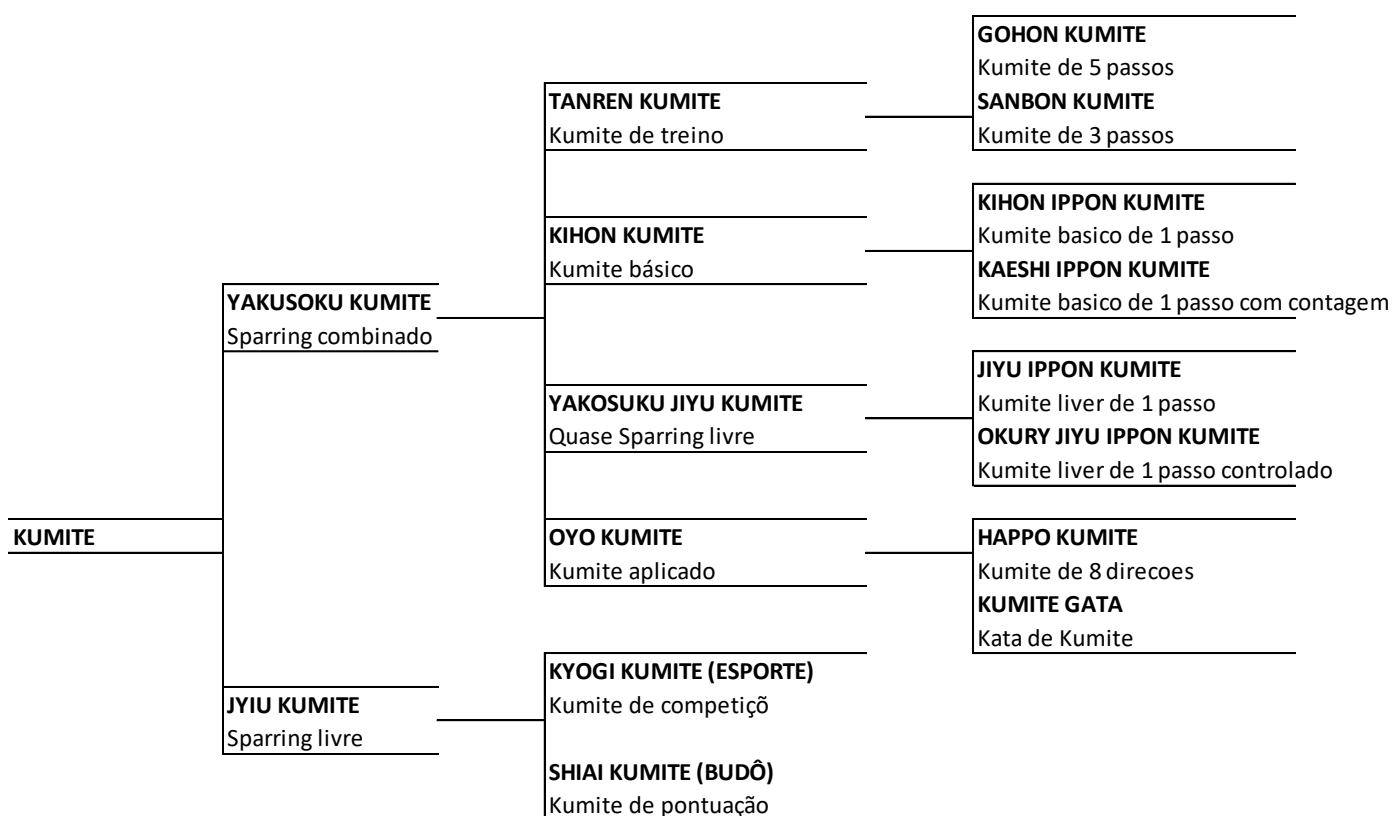 KUMITE
YAKUSOKU KUMITE
Sparring combinado
TANREN KUMITE
Kumite de treino
GOHON KUMITE
Kumite de 5 passos
SANBON KUMITE
Kumite de 3 passos
KIHON KUMITE
Kumite básico
KIHON IPPON KUMITE
Kumite basico de 1 passo
KAESHI IPPON KUMITE
Kumite basico de 1 passo com contagem
YAKOSUKU JIYU KUMITE
Quase Sparring livre
JIYU IPPON KUMITE
Kumite liver de 1 passo
OKURY JIYU IPPON KUMITE
Kumite liver de 1 passo controlado
OYO KUMITE
Kumite aplicado
HAPPO KUMITE
Kumite de 8 direcoes
KUMITE GATA
Kata de Kumite
JYIU KUMITE
Sparring livre
KYOGI KUMITE (ESPORTE)
Kumite de competiçõ
SHIAI KUMITE (BUDÔ)
Kumite de pontuação